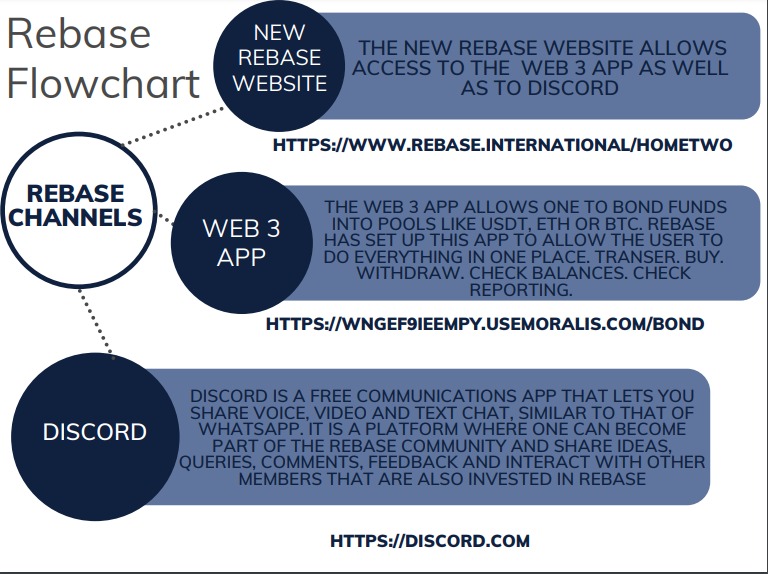 Rebase
Flowchart
NEW
REBASE
WEBSITE
THE NEW REBASE WEBSITE ALLOWS
ACCESS TO THE WEB 3 APP AS WELL
AS TO DISCORD
HTTPS://WWW.REBASE.INTERNATIONAL/HOMETWO
REBASE
CHANNELS
WEB 3
APP
THE WEB 3 APP ALLOWS ONE TO BOND FUNDS
INTO POOLS LIKE USDT, ETH OR BTC. REBASE
HAS SET UP THIS APP TO ALLOW THE USER TO
DO EVERYTHING IN ONE PLACE. TRANSER. BUY.
WITHDRAW. CHECK BALANCES. CHECK
REPORTING.
HTTPS://WNGEF9IEEMPY.USEMORALIS.COM/BOND
DISCORD
DISCORD IS A FREE COMMUNICATIONS APP THAT LETS YOU
SHARE VOICE, VIDEO AND TEXT CHAT, SIMILAR TO THAT OF
WHATSAPP. IT IS A PLATFORM WHERE ONE CAN BECOME
PART OF THE REBASE COMMUNITY AND SHARE IDEAS,
QUERIES, COMMENTS, FEEDBACK AND INTERACT WITH OTHER
MEMBERS THAT ARE ALSO INVESTED IN REBASE
HTTPS://DISCORD.COM